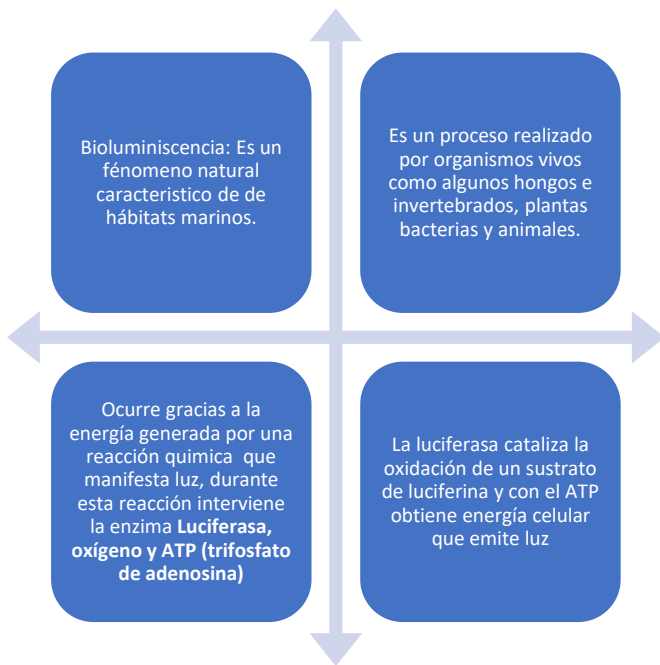 Bioluminiscencia: Es un
fénomeno natural
caracteristico de de
hábitats marinos.
Es un proceso realizado
por organismos vivos
como algunos hongos e
invertebrados, plantas
bacterias y animales.
Ocurre gracias a la
energía generada por una
reacción quimica que
manifesta luz, durante
esta reacción interviene
la enzima Luciferasa,
oxígeno y ATP (trifosfato
de adenosina)
La luciferasa cataliza la
oxidación de un sustrato
de luciferina y con el ATP
obtiene energía celular
que emite luz